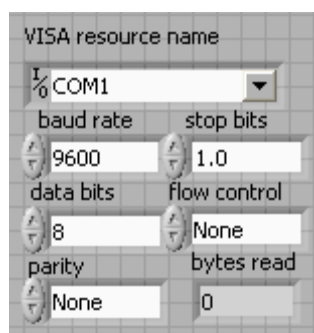 VISA resource name
I/O COM1
baud rate stop bits
9600 1.0
data bits flow control
8 None
parity bytes read
None 0